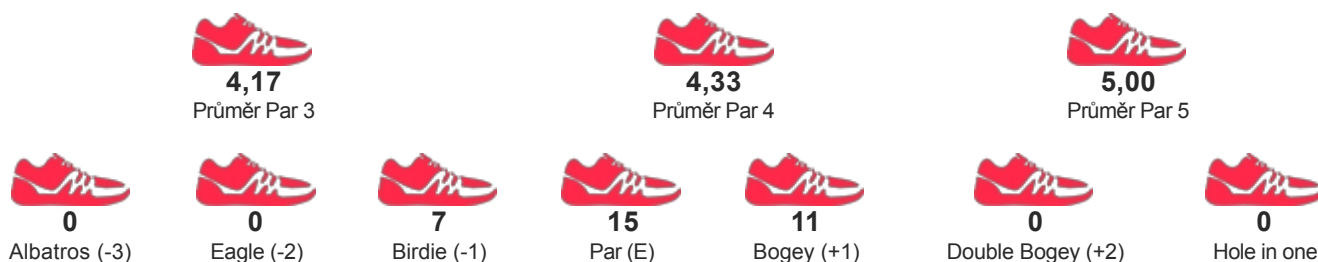 4,17 4,33 5,00
Průměr Par 3 Průměr Par 4 Průměr Par 5
0 0 7 15 11 0 0
Albatros (-3) Eagle (-2) Birdie (-1) Par (E) Bogey (+1) Double Bogey (+2) Hole in one